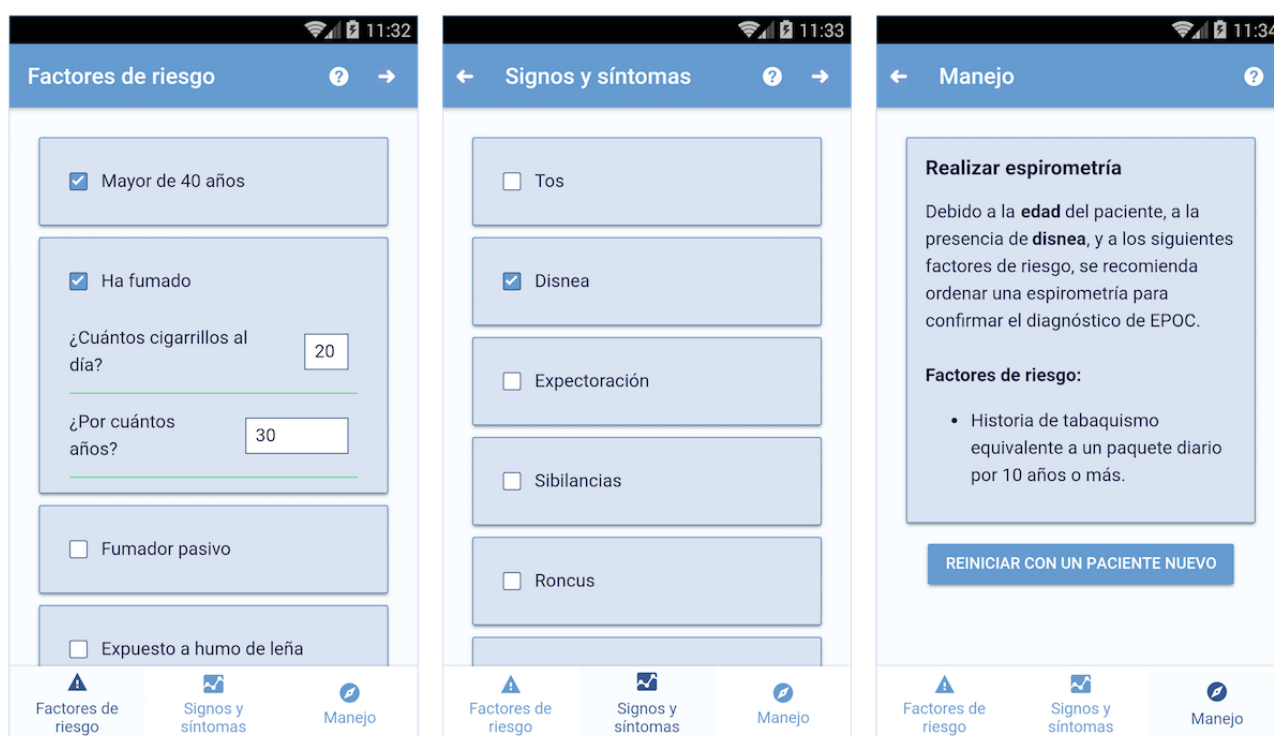 11:32
Factores de riesgo
Mayor de 40 años
Ha fumado
¿Cuántos cigarrillos al
día?
20
¿Por cuántos
años?
30
Fumador pasivo
Expuesto a humo de leña
Factores de
riesgo
Signos y
síntomas
Manejo
11:33
Signos y síntomas
Tos
Disnea
Expectoración
Sibilancias
Roncus
Factores de
riesgo
Signos y
síntomas
Manejo
11:34
Manejo
Realizar espirometría
Debido a la edad del paciente, a la
presencia de disnea, y a los siguientes
factores de riesgo, se recomienda
ordenar una espirometría para
confirmar el diagnóstico de EPOC.
Factores de riesgo:
• Historia de tabaquismo
equivalente a un paquete diario
por 10 años o más.
REINICIAR CON UN PACIENTE NUEVO
Factores de
riesgo
Signos y
síntomas
Manejo